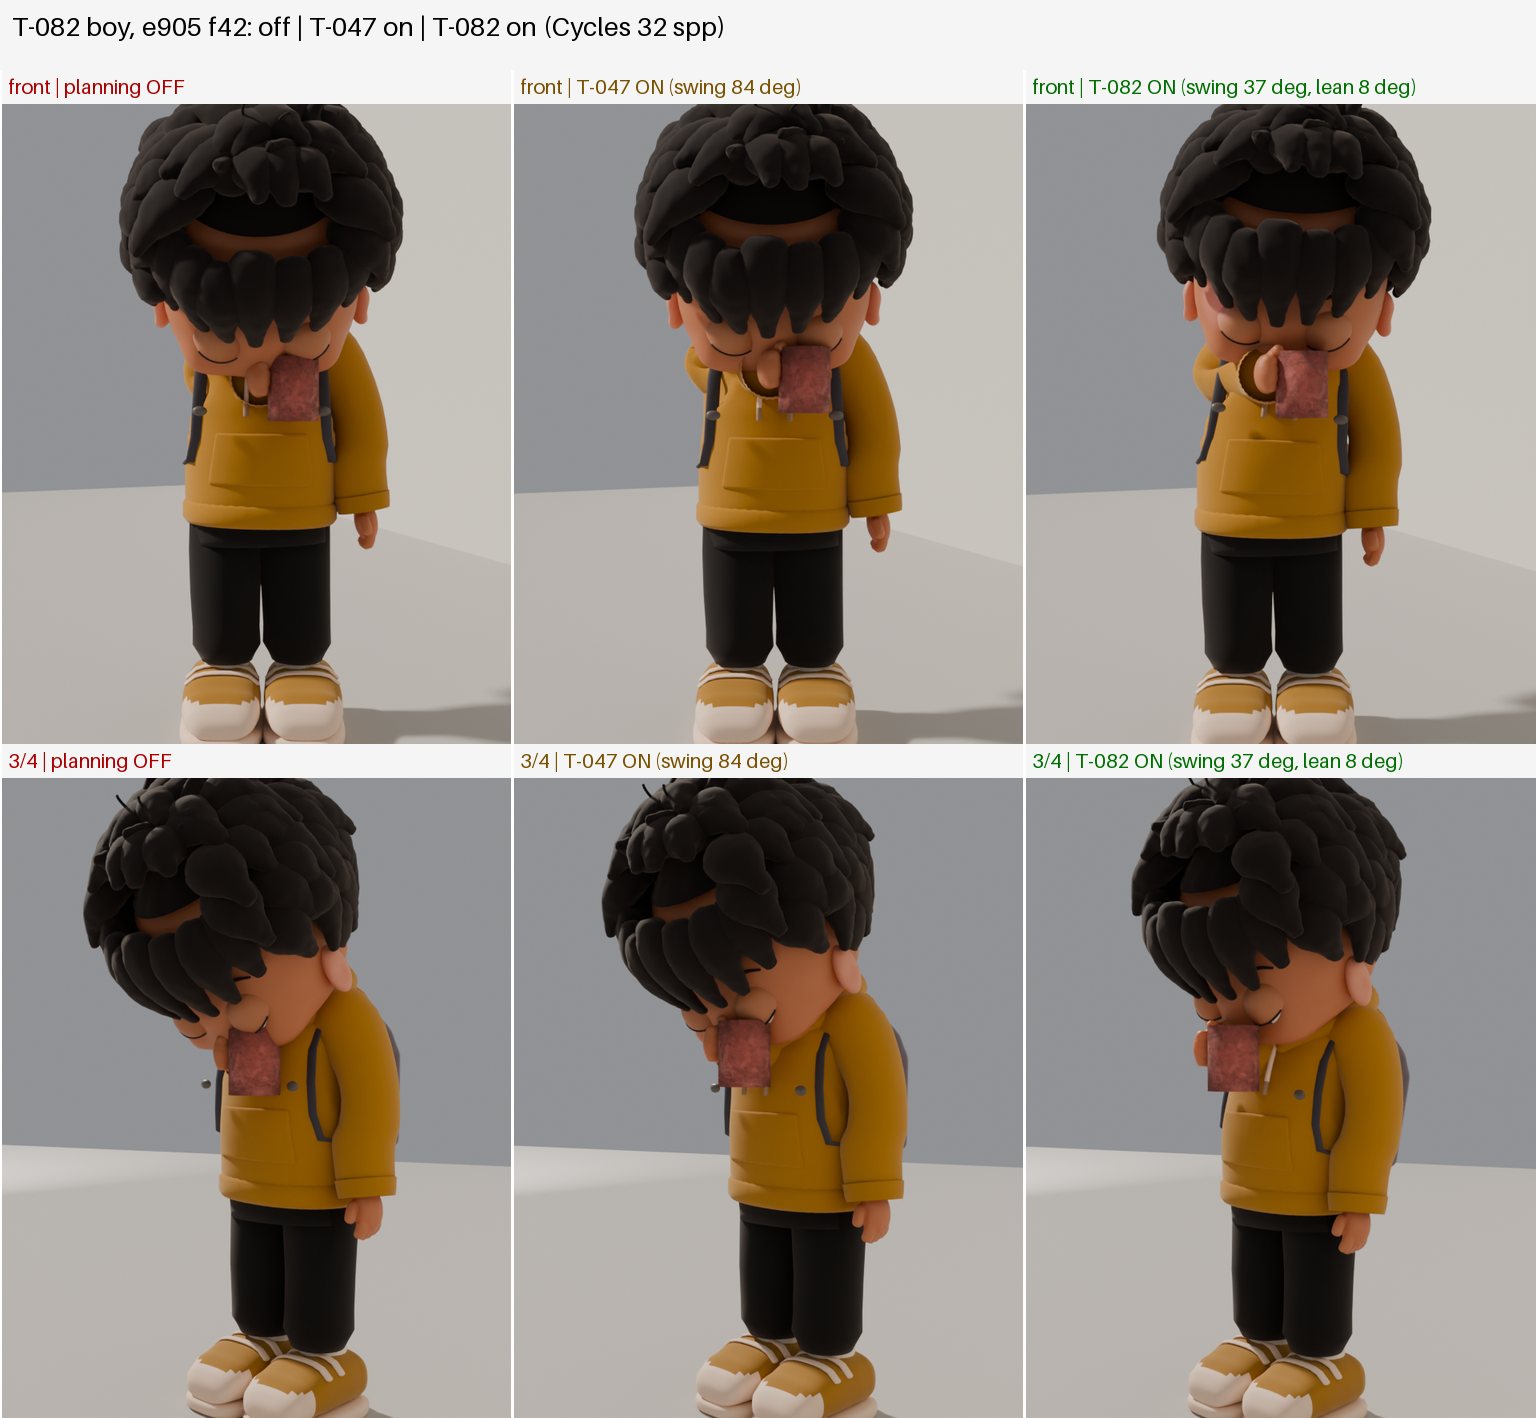 T-082 boy, e905 f42: off | T-047 on | T-082 on (Cycles 32 spp)
front | planning OFF
front | T-047 ON (swing 84 deg)
front | T-082 ON (swing 37 deg, lean 8 deg)
3/4 | planning OFF
3/4 | T-047 ON (swing 84 deg)
3/4 | T-082 ON (swing 37 deg, lean 8 deg)